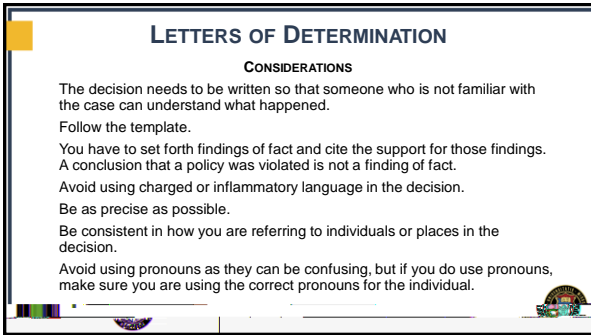 LETTERS OF DETERMINATION
CONSIDERATIONS
The decision needs to be written so that someone who is not familiar with
the case can understand what happened.
Follow the template.
You have to set forth findings of fact and cite the support for those findings.
A conclusion that a policy was violated is not a finding of fact.
Avoid using charged or inflammatory language in the decision.
Be as precise as possible.
Be consistent in how you are referring to individuals or places in the
decision.
Avoid using pronouns as they can be confusing, but if you do use pronouns,
make sure you are using the correct pronouns for the individual.